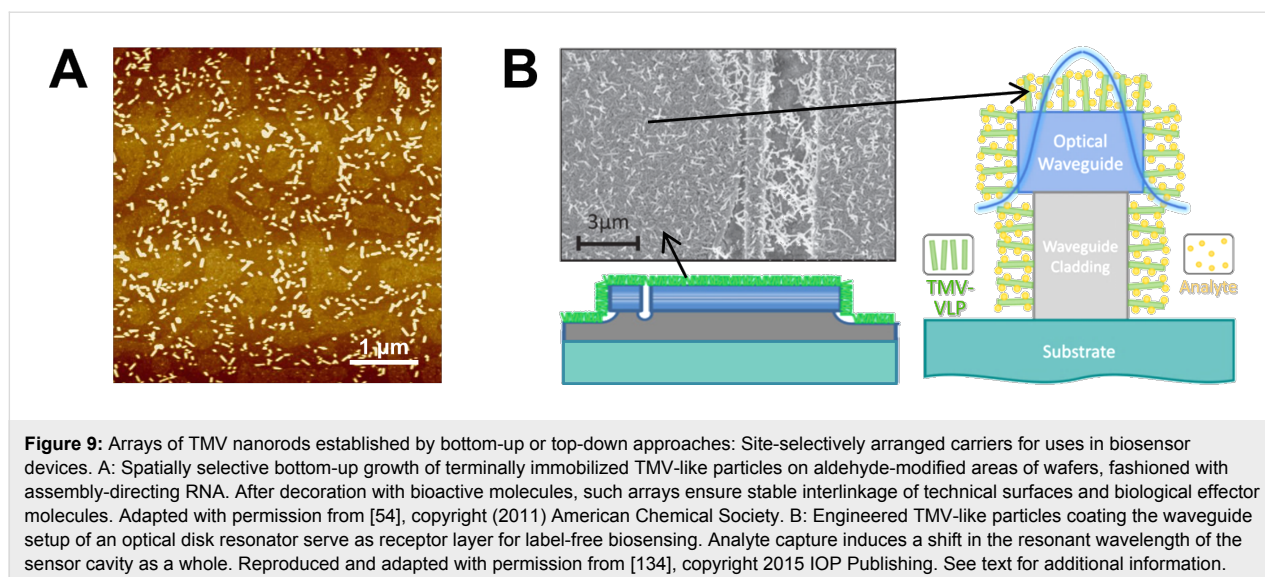 A
B
1 µm
3µm
Optical
Waveguide
Waveguide
Cladding
TMV-
VLP
Analyte
Substrate
Figure 9: Arrays of TMV nanorods established by bottom-up or top-down approaches: Site-selectively arranged carriers for uses in biosensor
devices. A: Spatially selective bottom-up growth of terminally immobilized TMV-like particles on aldehyde-modified areas of wafers, fashioned with
assembly-directing RNA. After decoration with bioactive molecules, such arrays ensure stable interlinkage of technical surfaces and biological effector
molecules. Adapted with permission from [54], copyright (2011) American Chemical Society. B: Engineered TMV-like particles coating the waveguide
setup of an optical disk resonator serve as receptor layer for label-free biosensing. Analyte capture induces a shift in the resonant wavelength of the
sensor cavity as a whole. Reproduced and adapted with permission from [134], copyright 2015 IOP Publishing. See text for additional information.